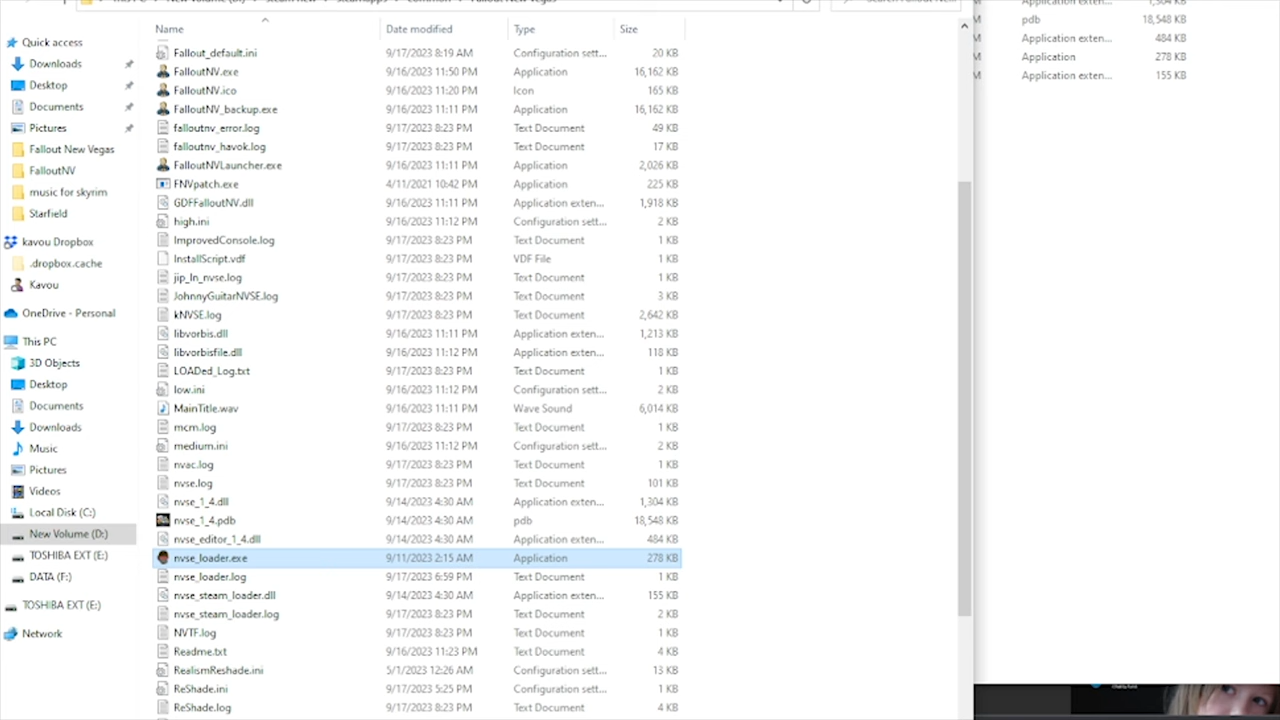 Name Date modified Type Size
Quick access
Downloads
Desktop
Documents
Pictures
Fallout New Vegas
FalloutNV
music for skyrim
Starfield
kavou Dropbox
.dropbox.cache
Kavou
OneDrive - Personal
This PC
3D Objects
Desktop
Documents
Downloads
Music
Pictures
Videos
Local Disk (C:)
New Volume (D:)
TOSHIBA EXT (E:)
DATA (F:)
TOSHIBA EXT (E:)
Network
Fallout_default.ini 9/17/2023 8:19 AM Configuration sett... 20 KB
FalloutNV.exe 9/16/2023 11:50 PM Application 16,162 KB
FalloutNV.ico 9/16/2023 11:20 PM Icon 165 KB
FalloutNV_backup.exe 9/16/2023 11:11 PM Application 16,162 KB
falloutnv_error.log 9/17/2023 8:23 PM Text Document 49 KB
falloutnv_havok.log 9/17/2023 8:23 PM Text Document 17 KB
FalloutNVLauncher.exe 9/16/2023 11:11 PM Application 2,026 KB
FNVpatch.exe 4/11/2021 10:42 PM Application 225 KB
GDFFalloutNV.dll 9/16/2023 11:11 PM Application exten... 1,918 KB
high.ini 9/16/2023 11:12 PM Configuration sett... 2 KB
ImprovedConsole.log 9/17/2023 8:23 PM Text Document 1 KB
InstallScript.vdf 9/17/2023 8:23 PM VDF File 1 KB
jip_ln_nvse.log 9/17/2023 8:23 PM Text Document 1 KB
JohnnyGuitarNVSE.log 9/17/2023 8:23 PM Text Document 3 KB
kNVSE.log 9/17/2023 8:23 PM Text Document 2,642 KB
libvorbis.dll 9/16/2023 11:11 PM Application exten... 1,213 KB
libvorbisfile.dll 9/16/2023 11:12 PM Application exten... 118 KB
LOADed_Log.txt 9/17/2023 8:23 PM Text Document 1 KB
low.ini 9/16/2023 11:12 PM Configuration sett... 2 KB
MainTitle.wav 9/16/2023 11:11 PM Wave Sound 6,014 KB
mcm.log 9/17/2023 8:23 PM Text Document 1 KB
medium.ini 9/16/2023 11:12 PM Configuration sett... 2 KB
nvac.log 9/17/2023 8:23 PM Text Document 1 KB
nvse.log 9/17/2023 8:23 PM Text Document 101 KB
nvse_1_4.dll 9/14/2023 4:30 AM Application exten... 1,304 KB
nvse_1_4.pdb 9/14/2023 4:30 AM pdb 18,548 KB
nvse_editor_1_4.dll 9/14/2023 4:30 AM Application exten... 484 KB
nvse_loader.exe 9/11/2023 2:15 AM Application 278 KB
nvse_loader.log 9/17/2023 6:59 PM Text Document 1 KB
nvse_steam_loader.dll 9/14/2023 4:30 AM Application exten... 155 KB
nvse_steam_loader.log 9/17/2023 8:23 PM Text Document 2 KB
NVTF.log 9/17/2023 8:23 PM Text Document 1 KB
Readme.txt 9/16/2023 11:23 PM Text Document 4 KB
RealismReshade.ini 5/1/2023 12:26 AM Configuration sett... 13 KB
ReShade.ini 9/17/2023 5:25 PM Configuration sett... 1 KB
ReShade.log 9/17/2023 8:23 PM Text Document 4 KB
M pdb 18,548 KB
M Application exten... 484 KB
Application 278 KB
M Application exten... 155 KB